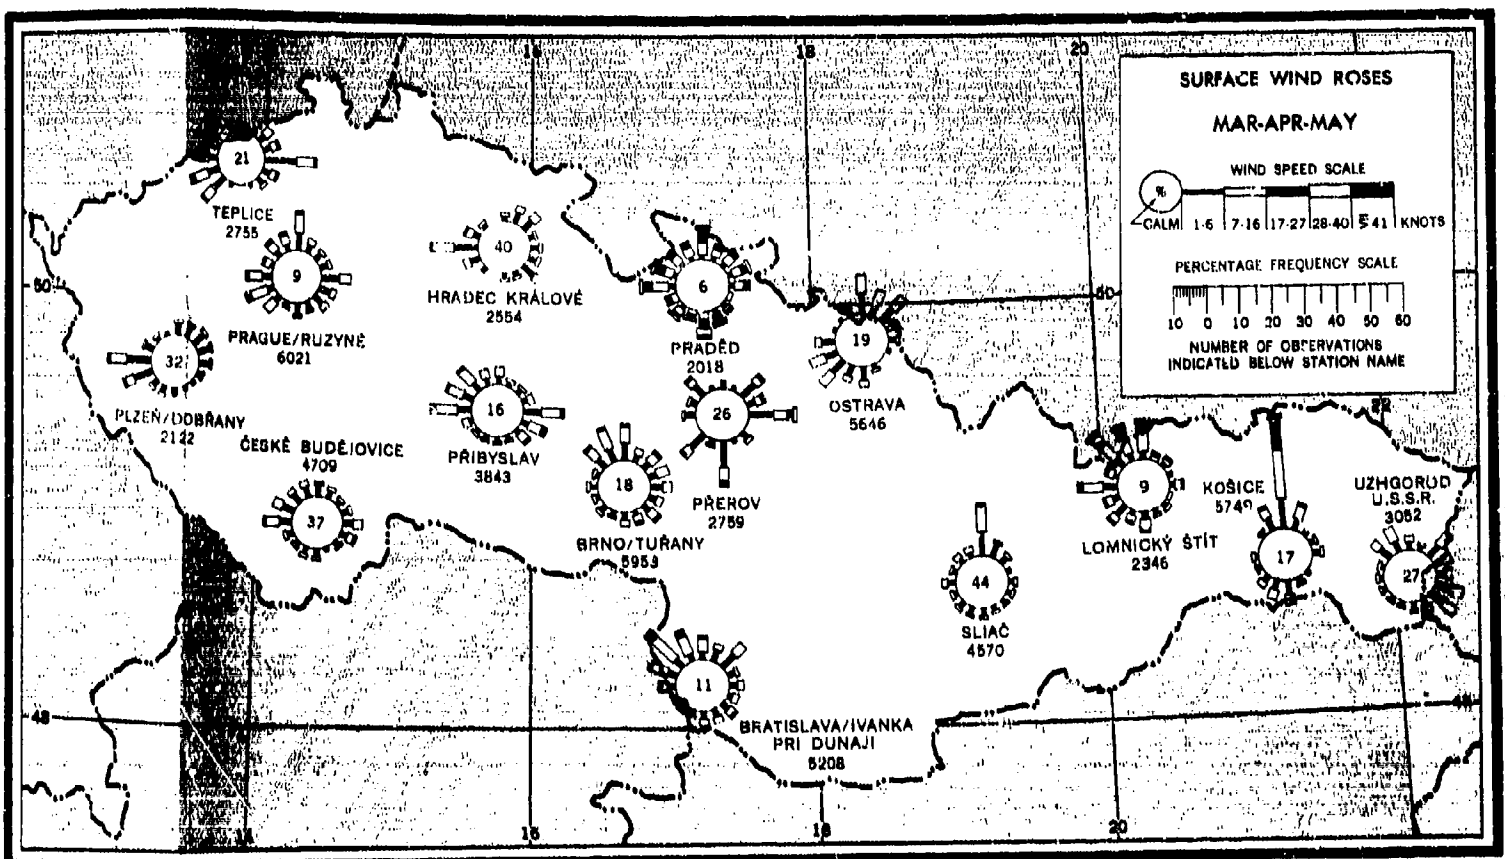 16
18
20
SURFACE WIND ROSES
MAR-APR-MAY
WIND SPEED SCALE
%
CALM 1-6 7-16 17-27 28-40 ≥41 KNOTS
PERCENTAGE FREQUENCY SCALE
10 0 10 20 30 40 50 60
NUMBER OF OBSERVATIONS
INDICATED BELOW STATION NAME
21
TEPLICE
2755
9
PRAGUE/RUZYNĚ
6021
40
HRADEC KRÁLOVÉ
2554
6
PRADĚD
2018
19
OSTRAVA
5646
50
50
32
PLZEŇ/DOBŘANY
2122
16
PŘIBYSLAV
3843
26
PŘEROV
2759
22
ČESKÉ BUDĚJOVICE
4709
37
18
BRNO/TUŘANY
9
LOMNICKÝ ŠTÍT
2346
KOŠICE
5749
17
UZHGOROD
U.S.S.R.
3052
27
44
SLIAČ
4570
11
BRATISLAVA/IVANKA
PRI DUNAJI
5208
48
48
18
20